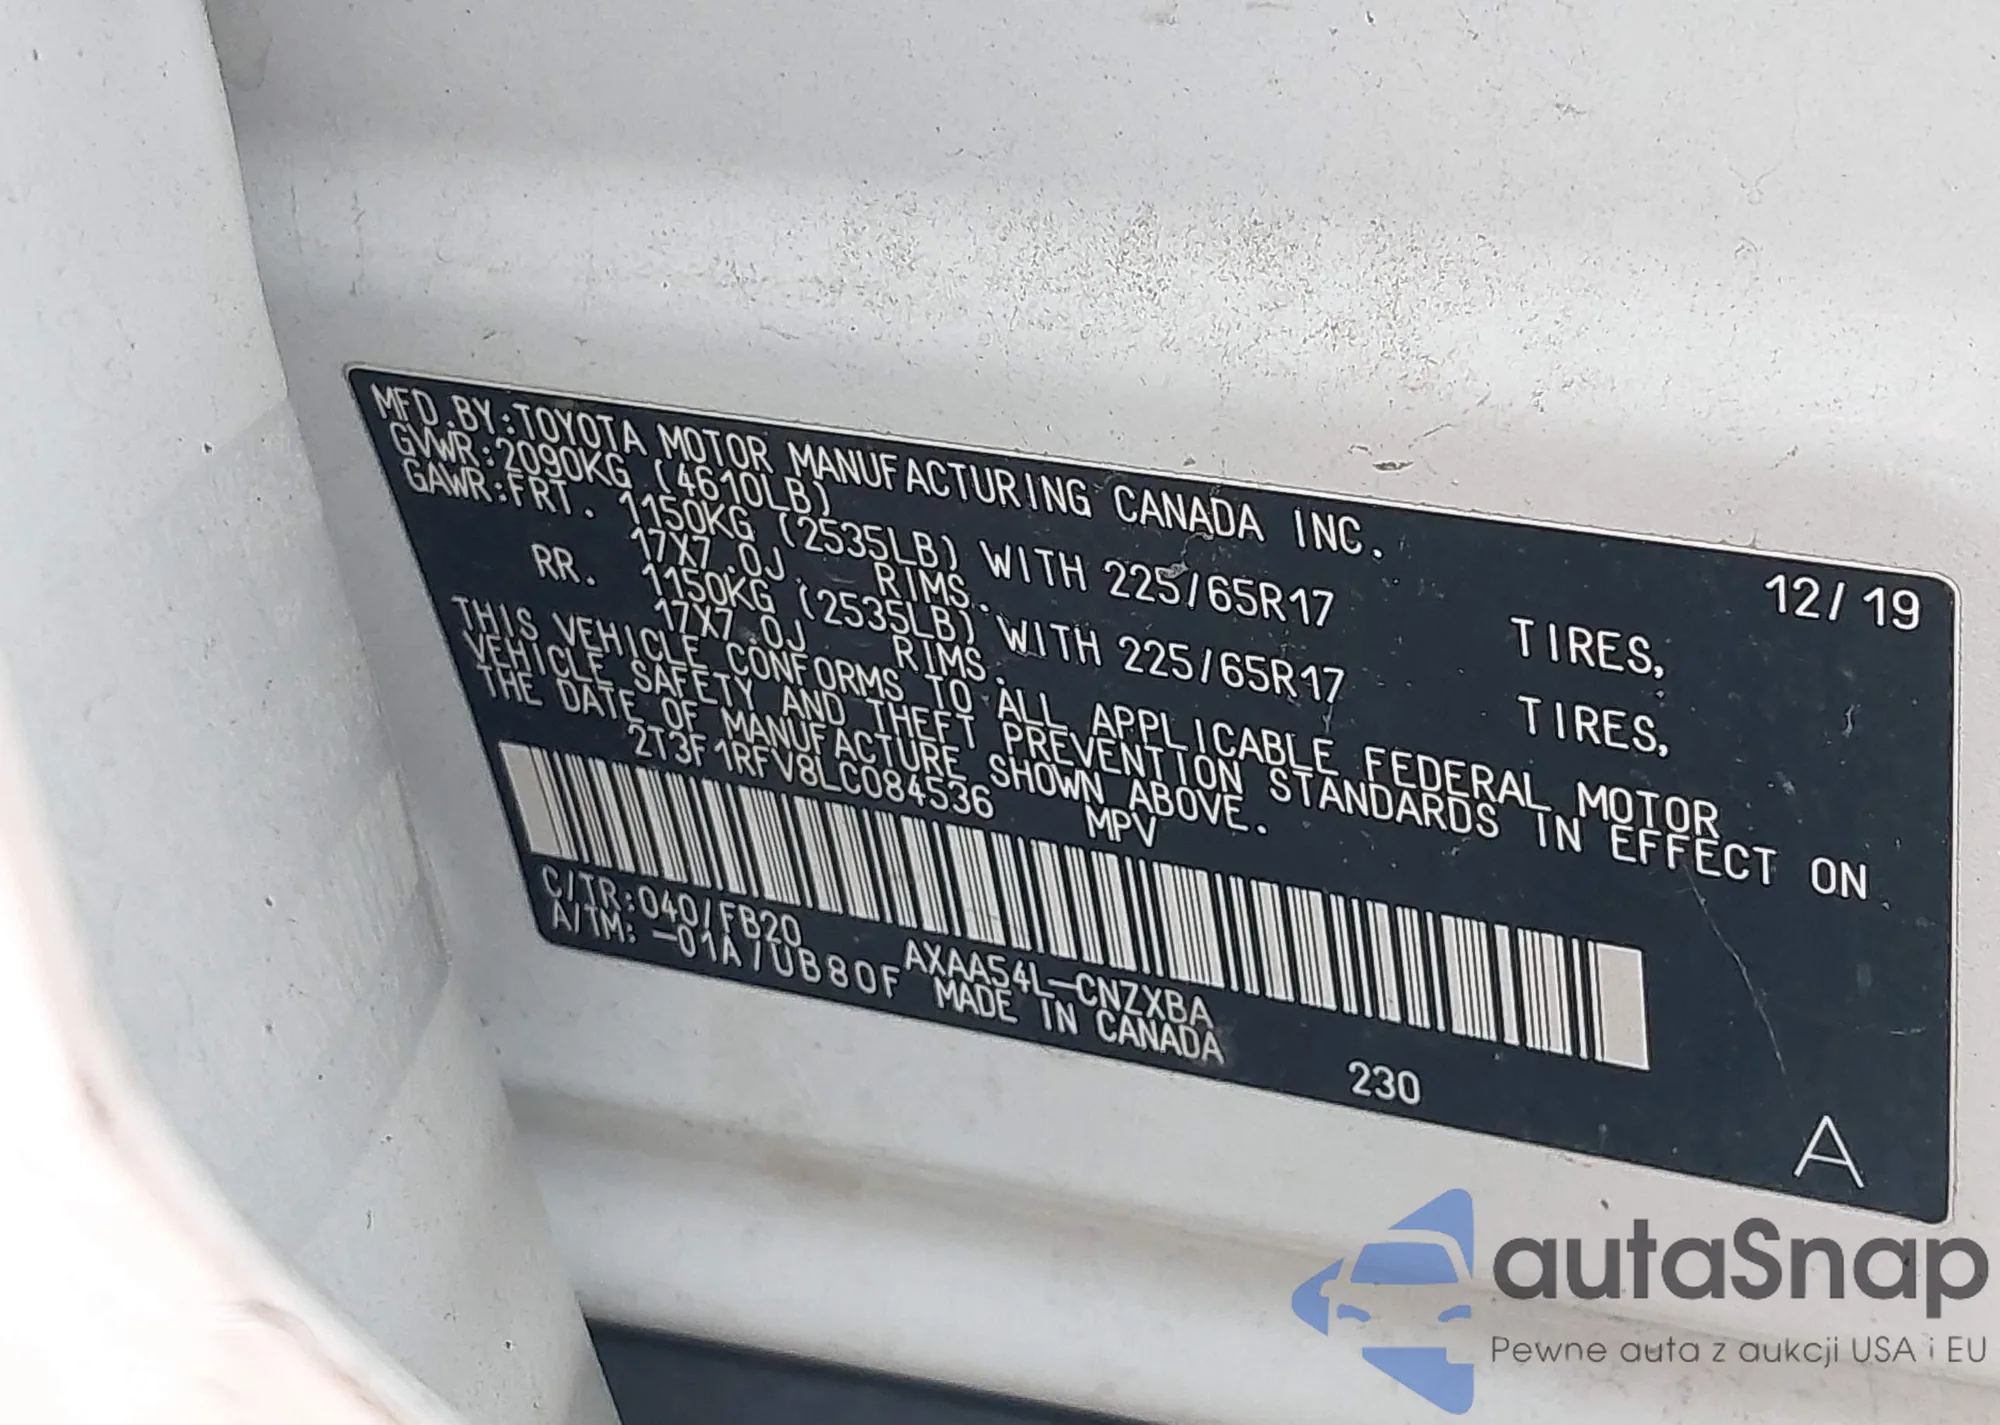 MFD.BY:TOYOTA MOTOR MANUFACTURING CANADA INC. 12/19
GVWR:2090KG (4610LB)
GAWR:FRT. 1150KG (2535LB) WITH 225/65R17 TIRES,
17X7.0J RIMS.
RR. 1150KG (2535LB) WITH 225/65R17 TIRES,
17X7.0J RIMS.
THIS VEHICLE CONFORMS TO ALL APPLICABLE FEDERAL MOTOR
VEHICLE SAFETY AND THEFT PREVENTION STANDARDS IN EFFECT ON
THE DATE OF MANUFACTURE SHOWN ABOVE.
2T3F1RFV8LC084536 MPV
C/TR:040/FB20 AXAA54L-CNZXBA 230
A/TM: -01A/UB80F MADE IN CANADA
A
autaSnap
Pewne auta z aukcji USA i EU